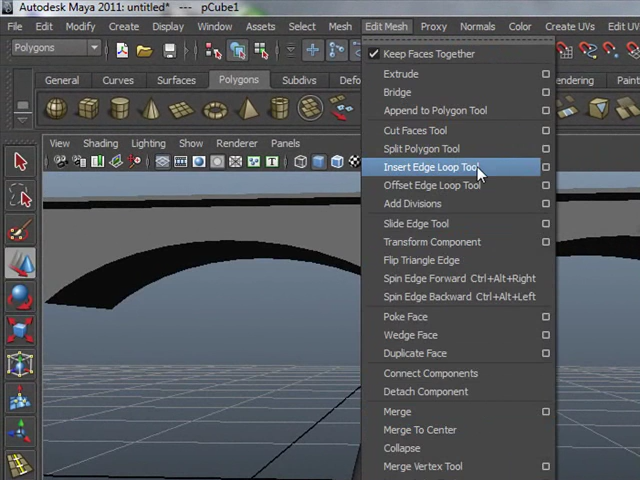 Autodesk Maya 2011: untitled* --- pCube1
File Edit Modify Create Display Window Assets Select Mesh Edit Mesh Proxy Normals Color Create UVs Edit UV
Polygons
General Curves Surfaces Polygons Subdivs Defo
ndering Painti
View Shading Lighting Show Renderer Panels
Keep Faces Together
Extrude
Bridge
Append to Polygon Tool
Cut Faces Tool
Split Polygon Tool
Insert Edge Loop Tool
Offset Edge Loop Tool
Add Divisions
Slide Edge Tool
Transform Component
Flip Triangle Edge
Spin Edge Forward Ctrl+Alt+Right
Spin Edge Backward Ctrl+Alt+Left
Poke Face
Wedge Face
Duplicate Face
Connect Components
Detach Component
Merge
Merge To Center
Collapse
Merge Vertex Tool